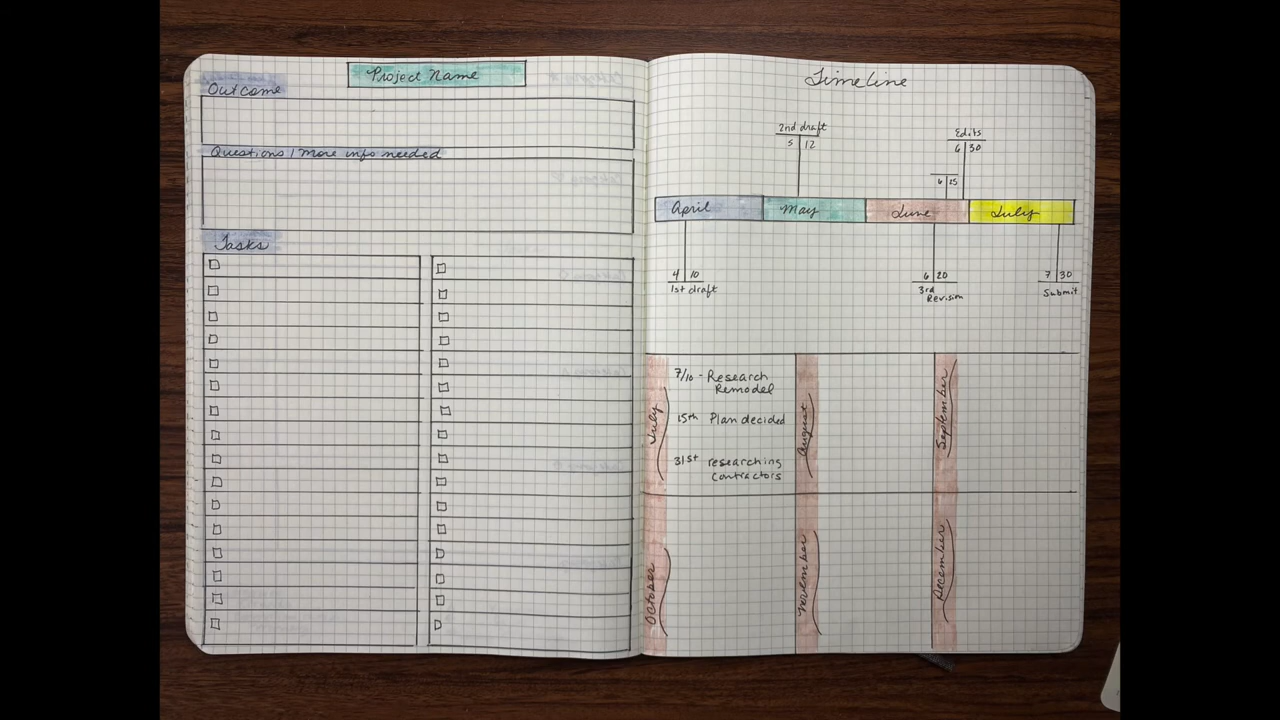 Project Name
Outcome
Questions / More info needed
Tasks
Timeline
2nd draft
5 12
Edits
6 30
6 25
April May June July
4 10
1st draft
6 20
3rd
Revision
7 30
Submit
July
7/10 - Research
Remodel
15th Plan decided
31st researching
Contractors
August
September
October
November
December